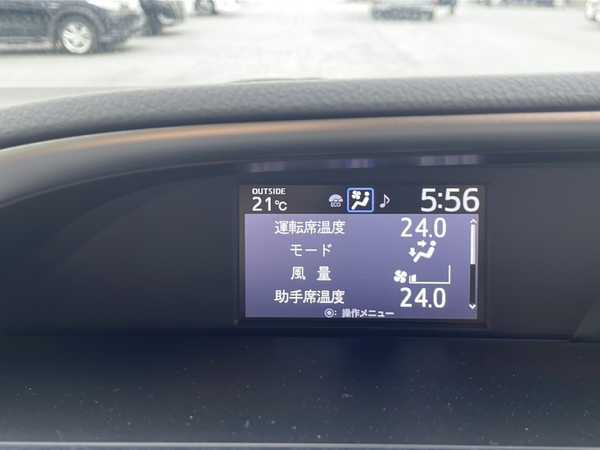 OUTSIDE
21℃ ECO 5:56
運転席温度 24.0
モード
風量
助手席温度 24.0
◎: 操作メニュー